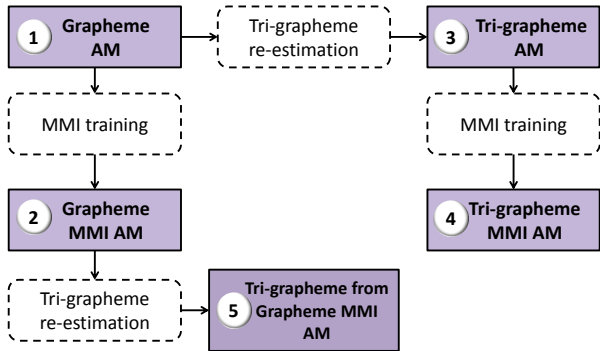 1
Grapheme
AM
Tri-grapheme
re-estimation
3
Tri-grapheme
AM
MMI training
MMI training
2
Grapheme
MMI AM
4
Tri-grapheme
MMI AM
Tri-grapheme
re-estimation
5
Tri-grapheme from
Grapheme MMI
AM